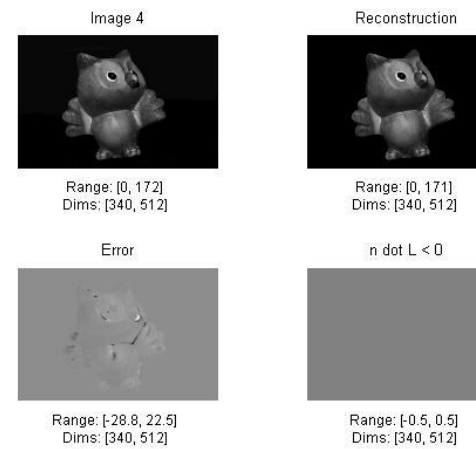 Image 4
Reconstruction
Range: [0, 172]
Dims: [340, 512]
Range: [0, 171]
Dims: [340, 512]
Error
n dot L < 0
Range: [-28.8, 22.5]
Dims: [340, 512]
Range: [-0.5, 0.5]
Dims: [340, 512]